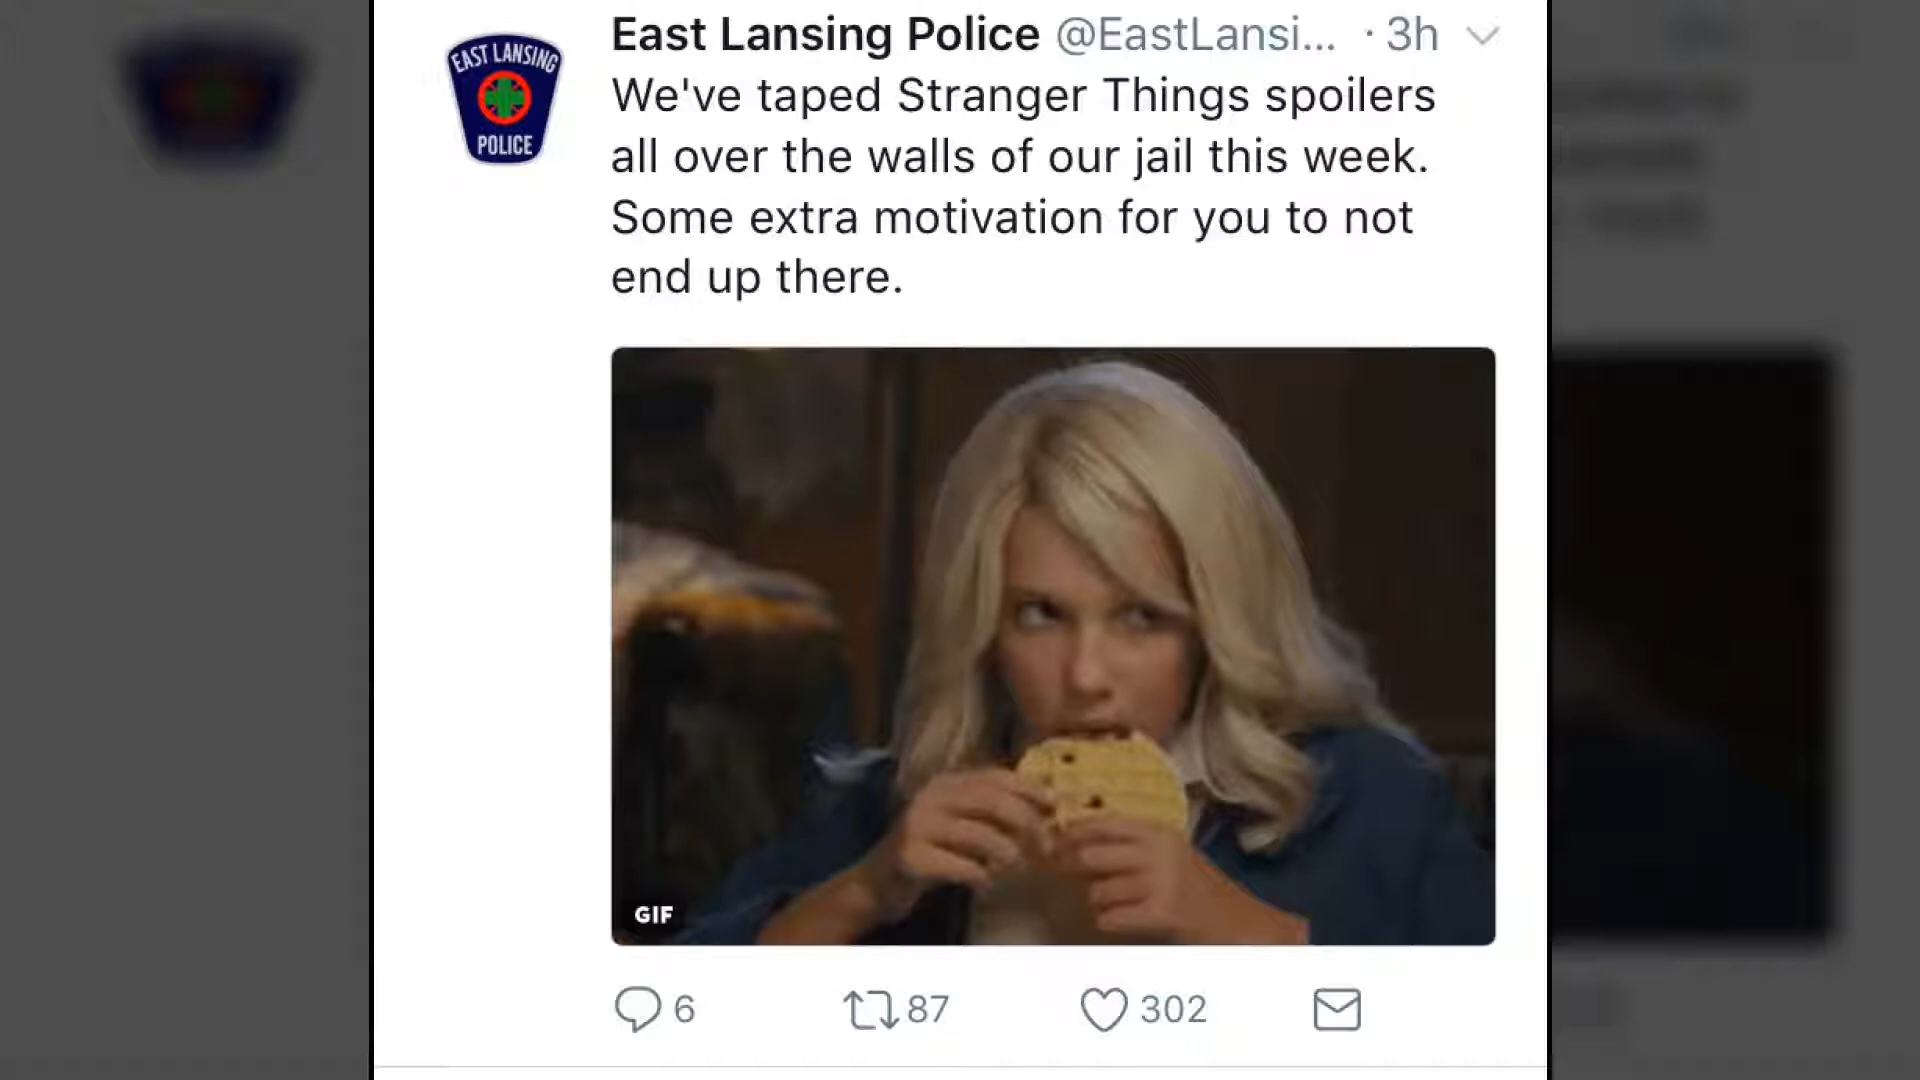 East Lansing Police @EastLansi... · 3h
EAST LANSING
POLICE
We've taped Stranger Things spoilers
all over the walls of our jail this week.
Some extra motivation for you to not
end up there.
GIF
6 87 302